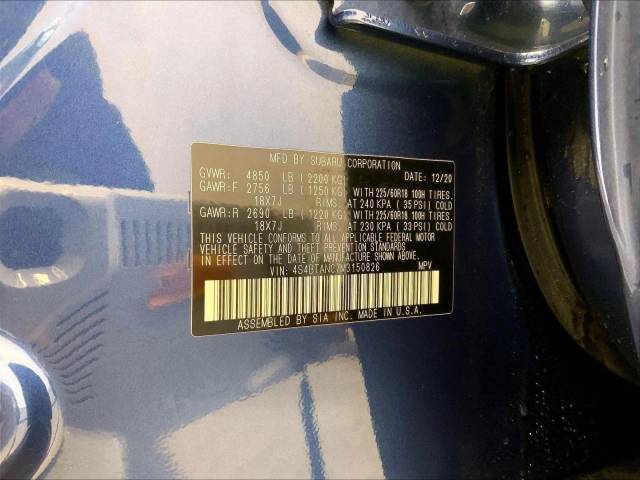 MFD BY SUBARU CORPORATION
GVWR: 4850 LB (2200 KG) DATE: 12/20
GAWR:F 2756 LB (1250 KG) WITH 225/60R18 100H TIRES.
18X7J RIMS. AT 240 KPA (35 PSI) COLD
GAWR:R 2690 LB (1220 KG) WITH 225/60R18 100H TIRES.
18X7J RIMS. AT 230 KPA (33 PSI) COLD
THIS VEHICLE CONFORMS TO ALL APPLICABLE FEDERAL MOTOR
VEHICLE SAFETY AND THEFT PREVENTION STANDARDS
IN EFFECT ON THE DATE OF MANUFACTURE SHOWN ABOVE.
VIN: 4S4BTANC7M3150826 MPV
ASSEMBLED BY SIA INC. MADE IN U.S.A.